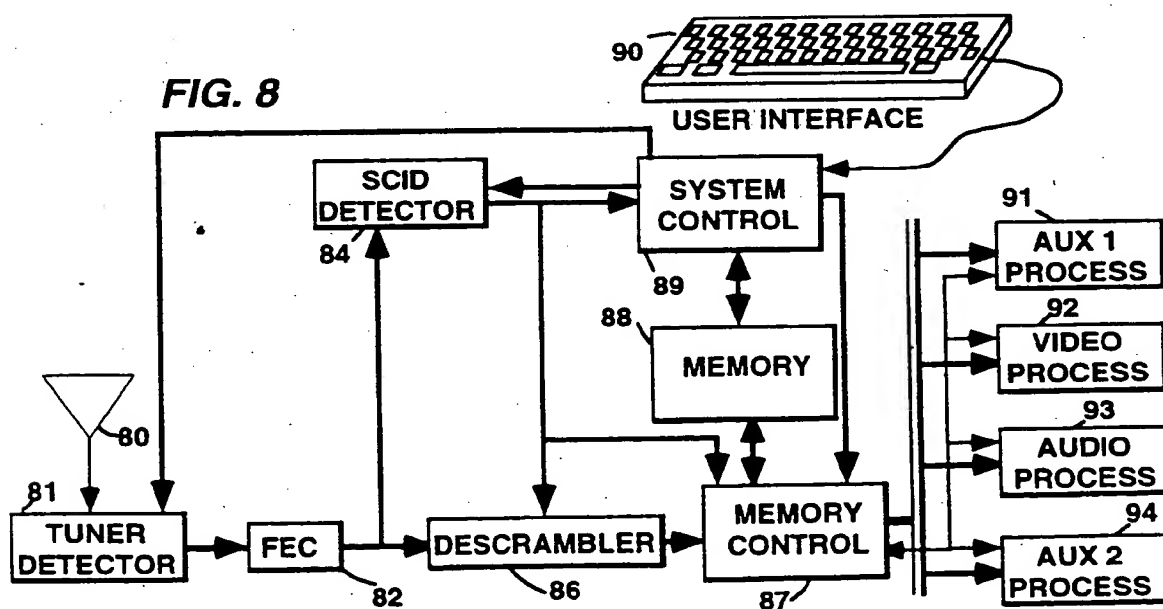 FIG. 8
90
USER INTERFACE
SCID
DETECTOR
84
SYSTEM
CONTROL
89
88
MEMORY
80
81
TUNER
DETECTOR
FEC
82
DESCRAMBLER
86
MEMORY
CONTROL
87
91
AUX 1
PROCESS
92
VIDEO
PROCESS
93
AUDIO
PROCESS
94
AUX 2
PROCESS